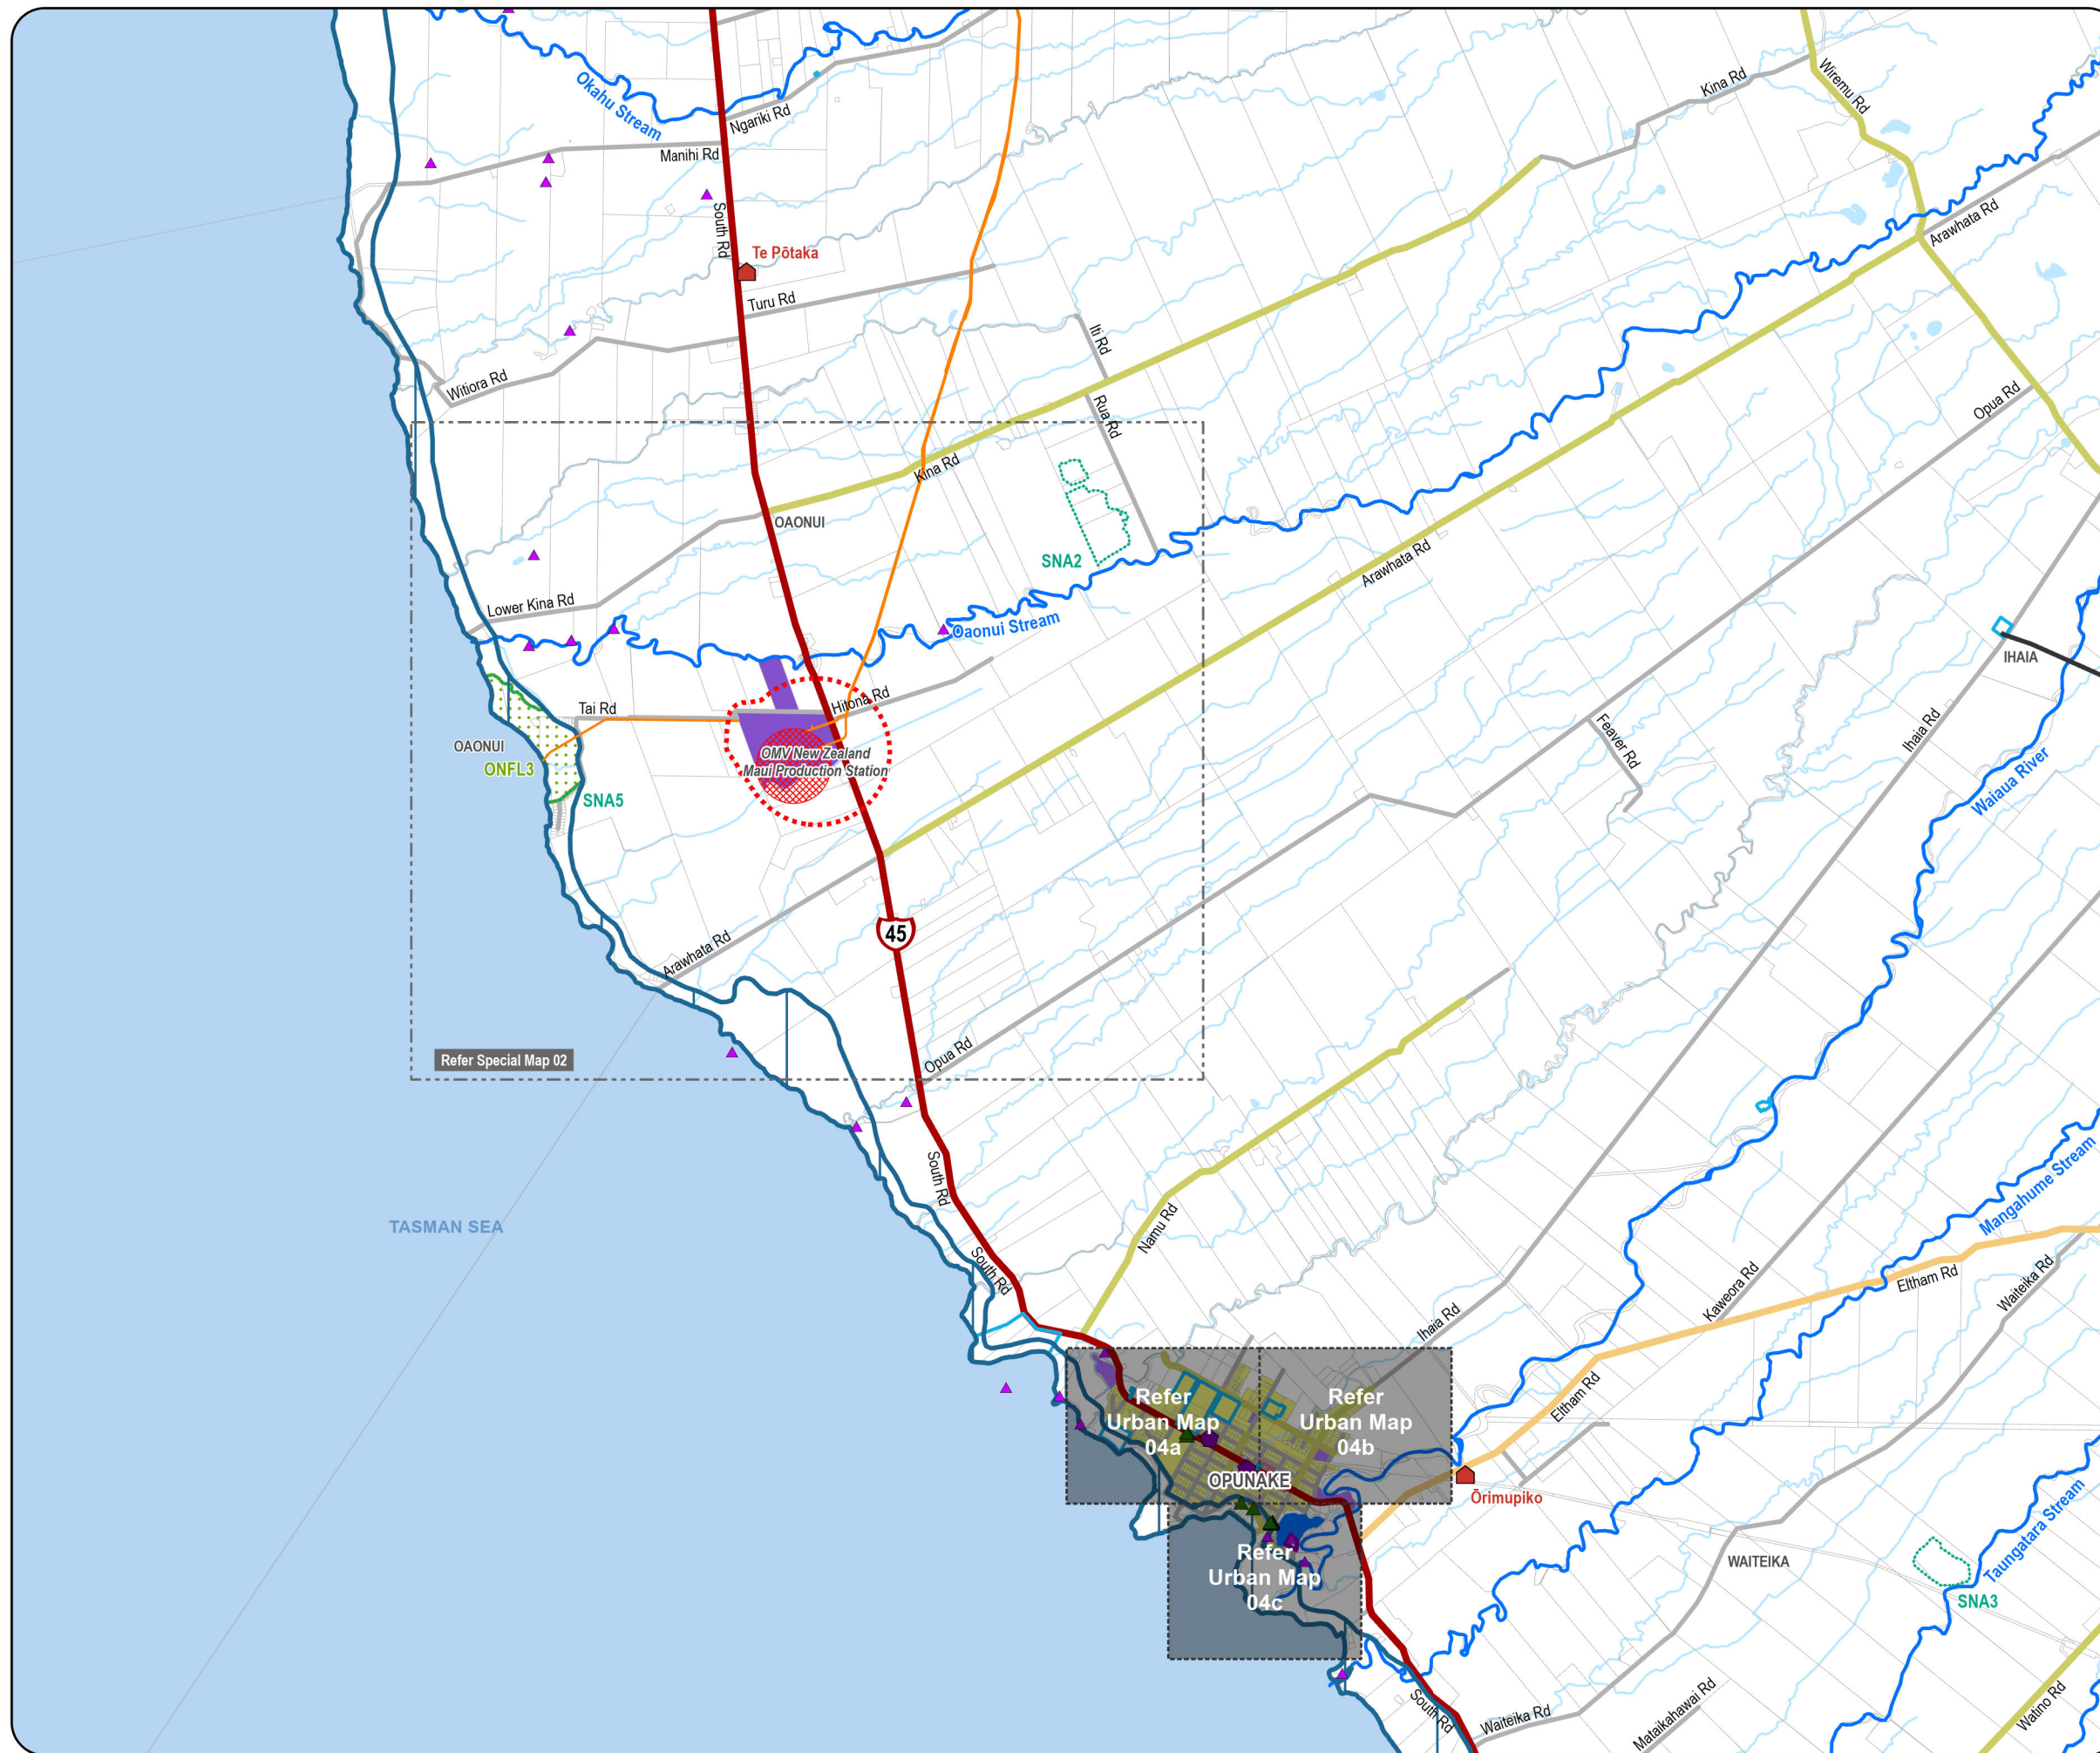 Okahu Stream
Ngariki Rd
Manihi Rd
South Rd
Te Pōtaka
Turu Rd
Witiora Rd
Kina Rd
Wiremu Rd
Arawhata Rd
Iti Rd
Rua Rd
Opua Rd
Kina Rd
OAONUI
SNA2
Arawhata Rd
Lower Kina Rd
Oaonui Stream
IHAIA
Tai Rd
Hitona Rd
Feaver Rd
Ihaia Rd
Waiaua River
OAONUI
ONFL3
SNA5
OMV New Zealand
Maui Production Station
45
Arawhata Rd
Opua Rd
Refer Special Map 02
South Rd
TASMAN SEA
Namu Rd
South Rd
Mangahume Stream
Eltham Rd
Kaweora Rd
Waiteika Rd
Ihaia Rd
Eltham Rd
Refer
Urban Map
04a
Refer
Urban Map
04b
OPUNAKE
Ōrimupiko
Refer
Urban Map
04c
WAITEIKA
Taungatara Stream
SNA3
South Rd
Waiteika Rd
Mataikahawai Rd
Watino Rd